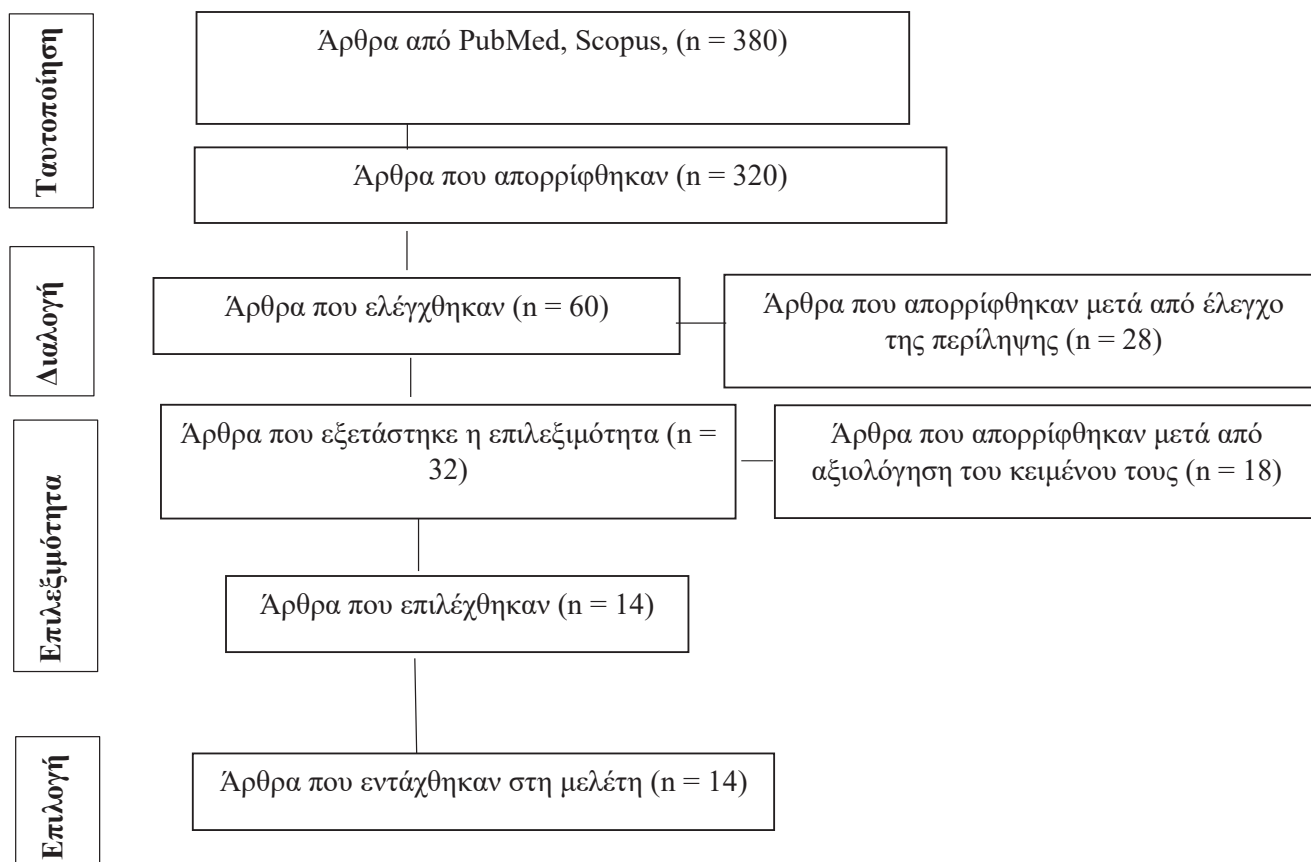 Ταυτοποίηση
Άρθρα από PubMed, Scopus, (n = 380)
Άρθρα που απορρίφθηκαν (n = 320)
Διαλογή
Άρθρα που ελέγχθηκαν (n = 60)
Άρθρα που απορρίφθηκαν μετά από έλεγχο
της περίληψης (n = 28)
Επιλεξιμότητα
Άρθρα που εξετάστηκε η επιλεξιμότητα (n =
32)
Άρθρα που απορρίφθηκαν μετά από
αξιολόγηση του κειμένου τους (n = 18)
Άρθρα που επιλέχθηκαν (n = 14)
Επιλογή
Άρθρα που εντάχθηκαν στη μελέτη (n = 14)